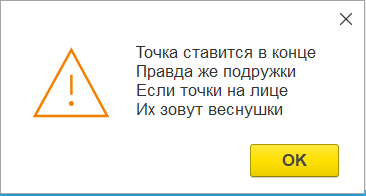 Точка ставится в конце
Правда же подружки
Если точки на лице
Их зовут веснушки
OK